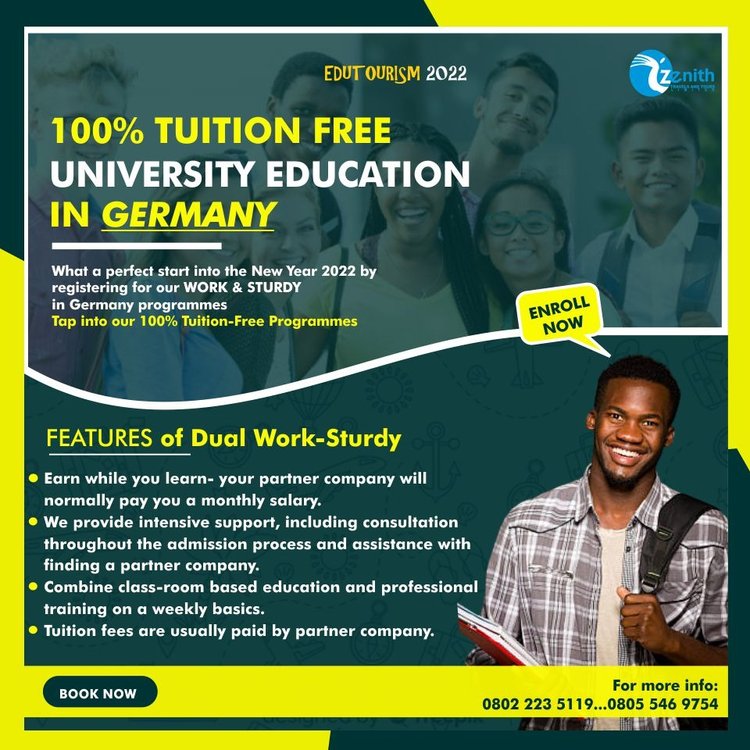 EDUTOURISM 2022
Zenith
TRAVELS AND TOURS
100% TUITION FREE
UNIVERSITY EDUCATION
IN GERMANY
What a perfect start into the New Year 2022 by
registering for our WORK & STURDY
in Germany programmes
Tap into our 100% Tuition-Free Programmes
ENROLL
NOW
FEATURES of Dual Work-Sturdy
Earn while you learn- your partner company will
normally pay you a monthly salary.
We provide intensive support, including consultation
throughout the admission process and assistance with
finding a partner company.
Combine class-room based education and professional
training on a weekly basics.
Tuition fees are usually paid by partner company.
BOOK NOW
For more info:
0802 223 5119...0805 546 9754
designed by